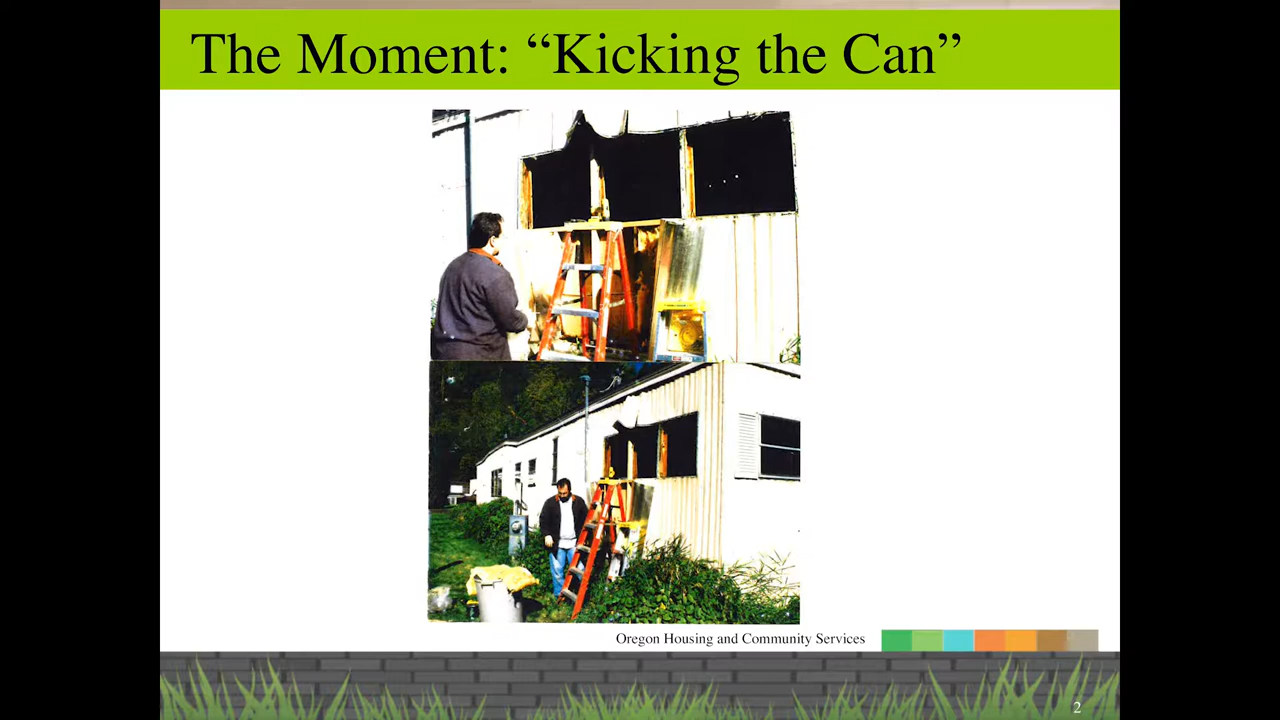 The Moment: “Kicking the Can”
Oregon Housing and Community Services
2